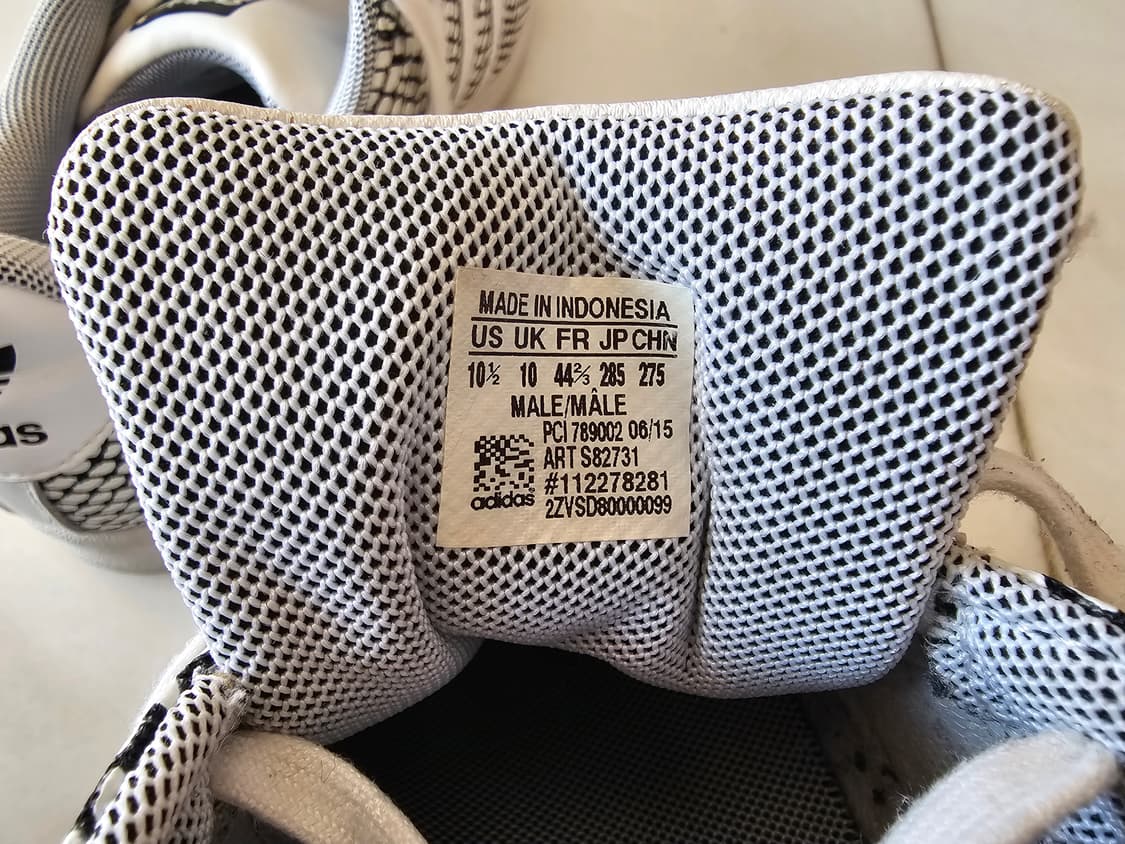 MADE IN INDONESIA
US UK FR JP CHN
10½ 10 44⅔ 285 275
MALE/MÂLE
PCI 789002 06/15
ART S82731
#112278281
adidas 2ZVSD80000099